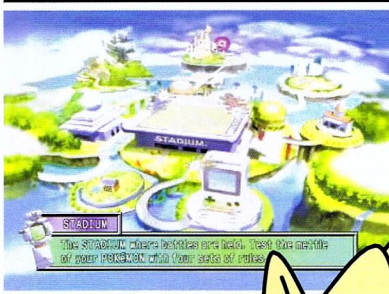 STADIUM
STADIUM
The STADIUM where battles are held. Test the mettle
of your POKéMON with four sets of rules.